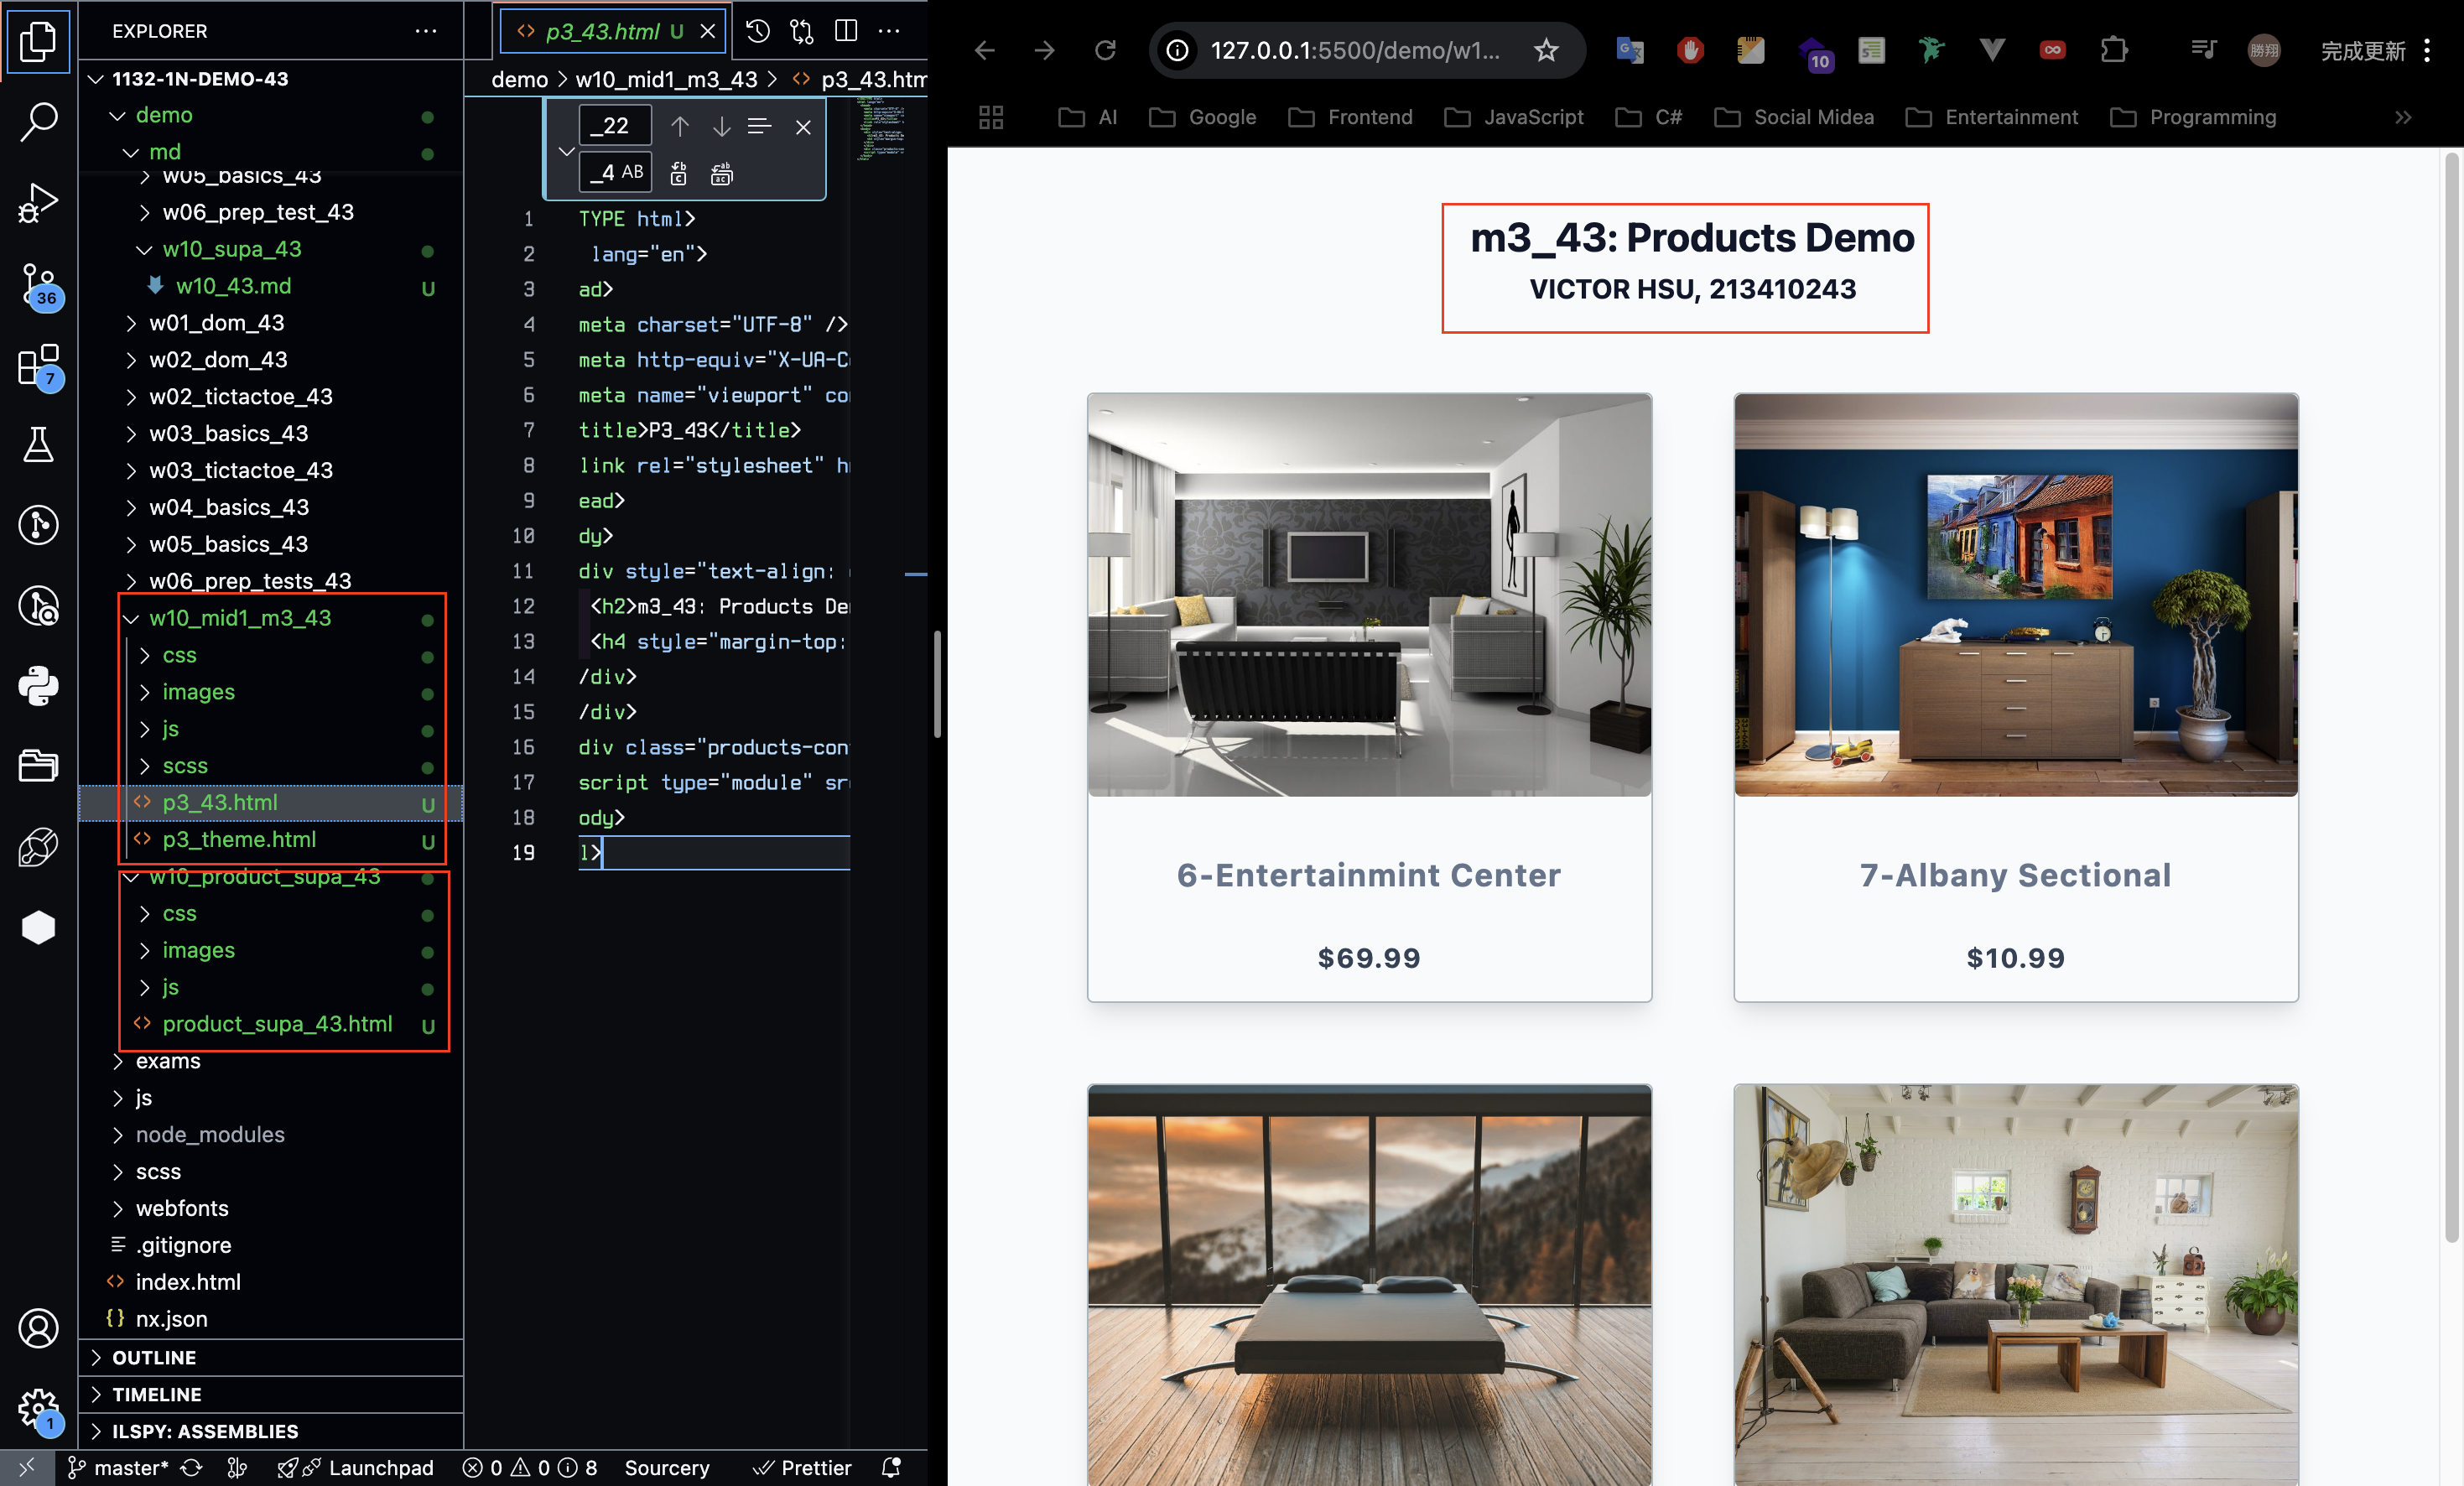 EXPLORER
1132-1N-DEMO-43
demo
md
w05_basics_43
w06_prep_test_43
w10_supa_43
w10_43.md U
w01_dom_43
w02_dom_43
w02_tictactoe_43
w03_basics_43
w03_tictactoe_43
w04_basics_43
w05_basics_43
w06_prep_tests_43
w10_mid1_m3_43
css
images
js
scss
p3_43.html U
p3_theme.html U
w10_product_supa_43
css
images
js
product_supa_43.html U
exams
js
node_modules
scss
webfonts
.gitignore
index.html
nx.json
OUTLINE
TIMELINE
ILSPY: ASSEMBLIES
36
7
1
p3_43.html U
demo > w10_mid1_m3_43 > p3_43.htm
_22
_4 AB
1 TYPE html>
2 lang="en">
3 ad>
4 meta charset="UTF-8" />
5 meta http-equiv="X-UA-C
6 meta name="viewport" co
7 title>P3_43</title>
8 link rel="stylesheet" h
9 ead>
10 dy>
11 div style="text-align:
12 <h2>m3_43: Products De
13 <h4 style="margin-top:
14 /div>
15 /div>
16 div class="products-con
17 script type="module" sr
18 ody>
19 l>
master* Launchpad 0 0 8 Sourcery Prettier
127.0.0.1:5500/demo/w1...
10
勝翔
完成更新
AI Google Frontend JavaScript C# Social Midea Entertainment Programming
m3_43: Products Demo
VICTOR HSU, 213410243
6-Entertainmint Center
$69.99
7-Albany Sectional
$10.99